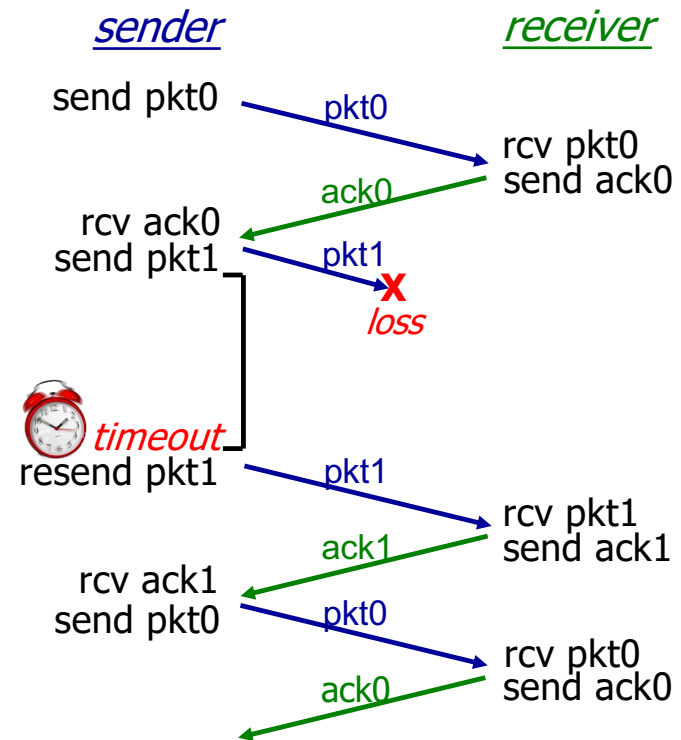 sender
receiver
send pkt0
pkt0
rcv pkt0
send ack0
ack0
rcv ack0
send pkt1
pkt1
X
loss
timeout
resend pkt1
pkt1
rcv pkt1
send ack1
ack1
rcv ack1
send pkt0
pkt0
rcv pkt0
send ack0
ack0